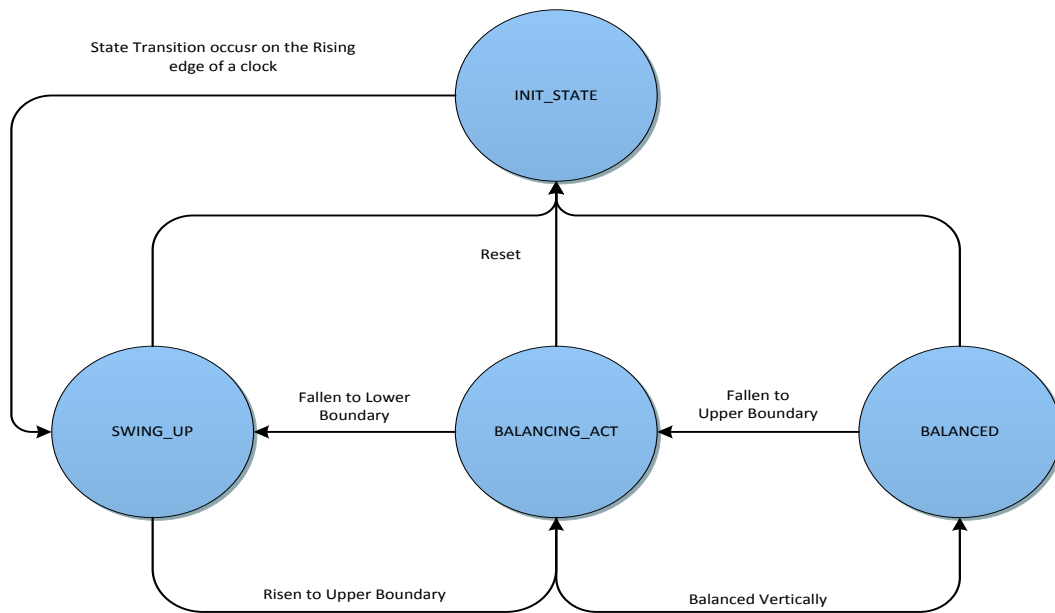 State Transition occusr on the Rising
edge of a clock
INIT_STATE
Reset
Fallen to Lower
Boundary
Fallen to
Upper Boundary
SWING_UP
BALANCING_ACT
BALANCED
Risen to Upper Boundary
Balanced Vertically